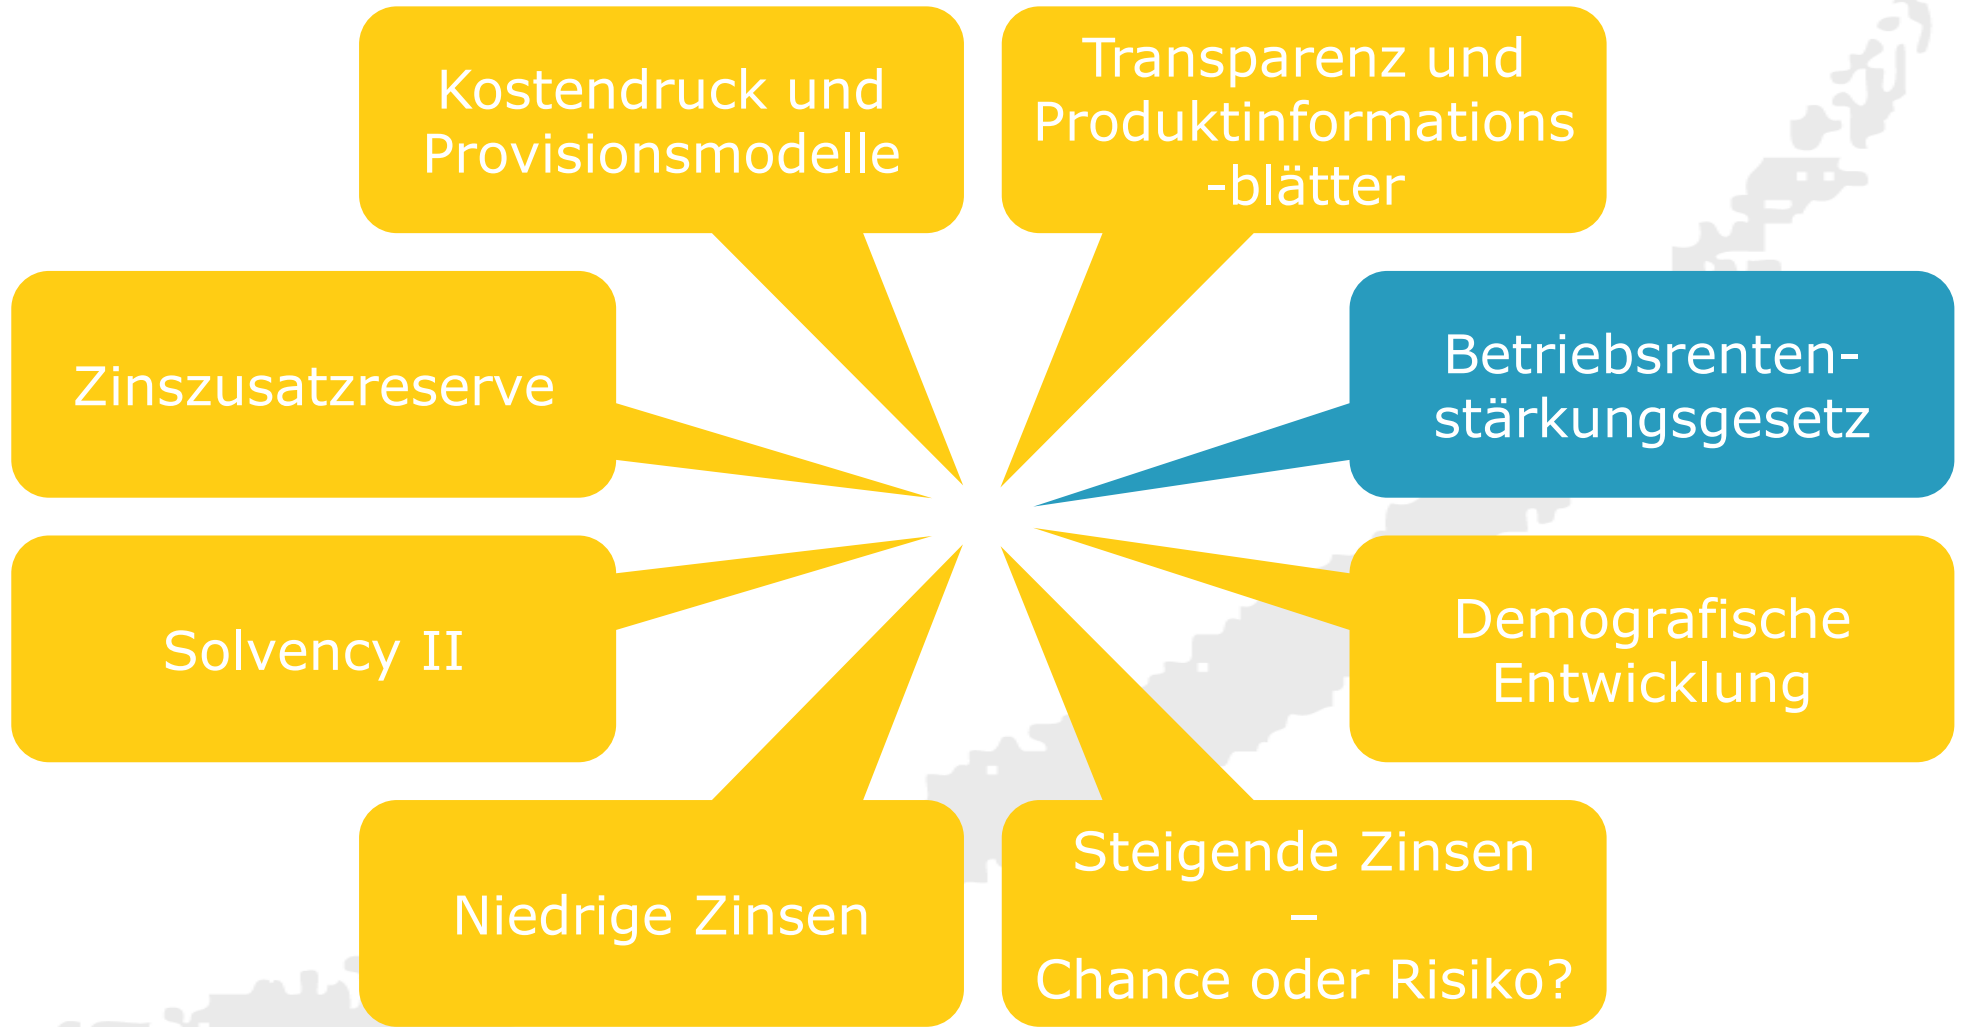 Kostendruck und
Provisionsmodelle
Transparenz und
Produktinformations
-blätter
Zinszusatzreserve
Betriebsrenten-
stärkungsgesetz
Solvency II
Demografische
Entwicklung
Niedrige Zinsen
Steigende Zinsen
–
Chance oder Risiko?